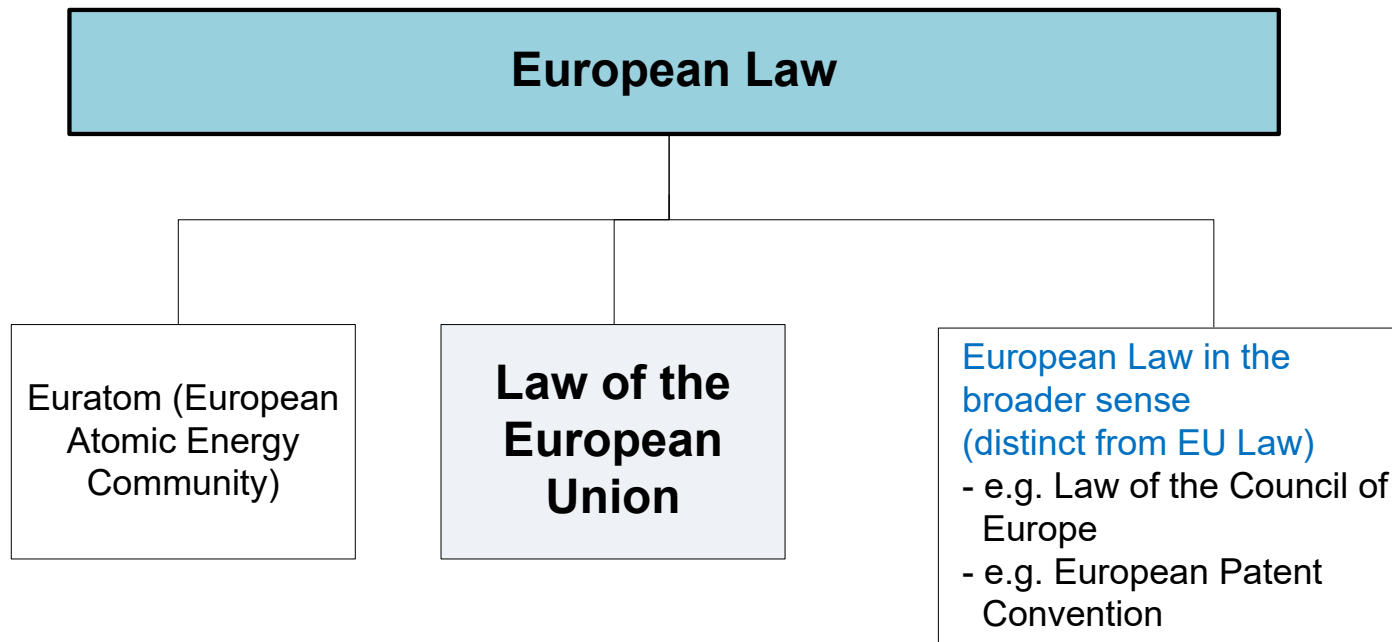 European Law
Euratom (European
Atomic Energy
Community)
Law of the
European
Union
European Law in the
broader sense
(distinct from EU Law)
- e.g. Law of the Council of
Europe
- e.g. European Patent
Convention